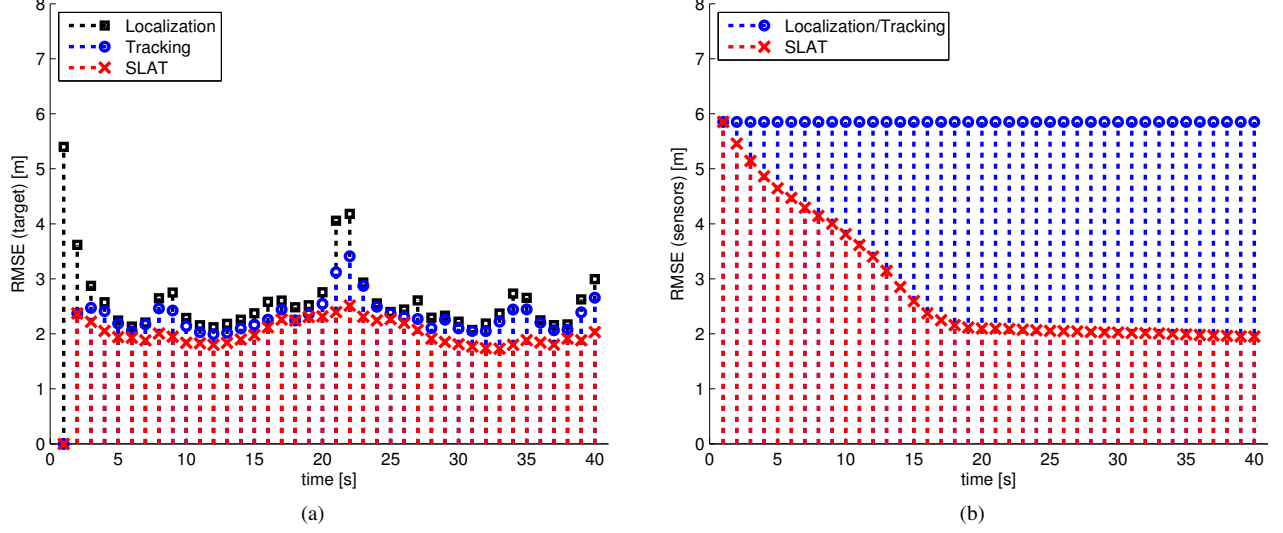 8
7
6
5
4
3
2
1
0
RMSE (target) [m]
Localization
Tracking
SLAT
0 5 10 15 20 25 30 35 40
time [s]
(a)
8
7
6
5
4
3
2
1
0
RMSE (sensors) [m]
Localization/Tracking
SLAT
0 5 10 15 20 25 30 35 40
time [s]
(b)